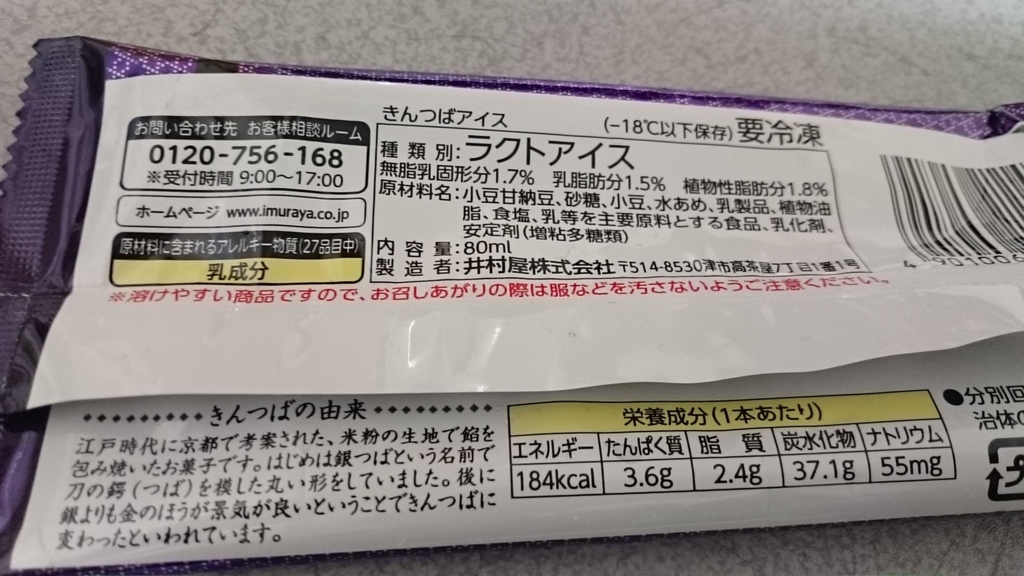 お問い合わせ先 お客様相談ルーム
0120-756-168
※受付時間 9:00～17:00
ホームページ www.imuraya.co.jp
原材料に含まれるアレルギー物質(27品目中)
乳成分
きんつばアイス
(-18℃以下保存) 要冷凍
種類別:ラクトアイス
無脂乳固形分1.7% 乳脂肪分1.5% 植物性脂肪分1.8%
原材料名:小豆甘納豆、砂糖、小豆、水あめ、乳製品、植物油
脂、食塩、乳等を主要原料とする食品、乳化剤、
安定剤(増粘多糖類)
内容量:80ml
製造者:井村屋株式会社 〒514-8530津市高茶屋7丁目1番1号
※溶けやすい商品ですので、お召しあがりの際は服などを汚さないようご注意ください。
きんつばの由来
江戸時代に京都で考案された、米粉の生地で餡を
包み焼いたお菓子です。はじめは銀つばという名前で
刀の鍔(つば)を模した丸い形をしていました。後に
銀よりも金のほうが景気が良いということできんつばに
変わったといわれています。
栄養成分(1本あたり)
エネルギー たんぱく質 脂質 炭水化物 ナトリウム
184kcal 3.6g 2.4g 37.1g 55mg
●分別回
治体の